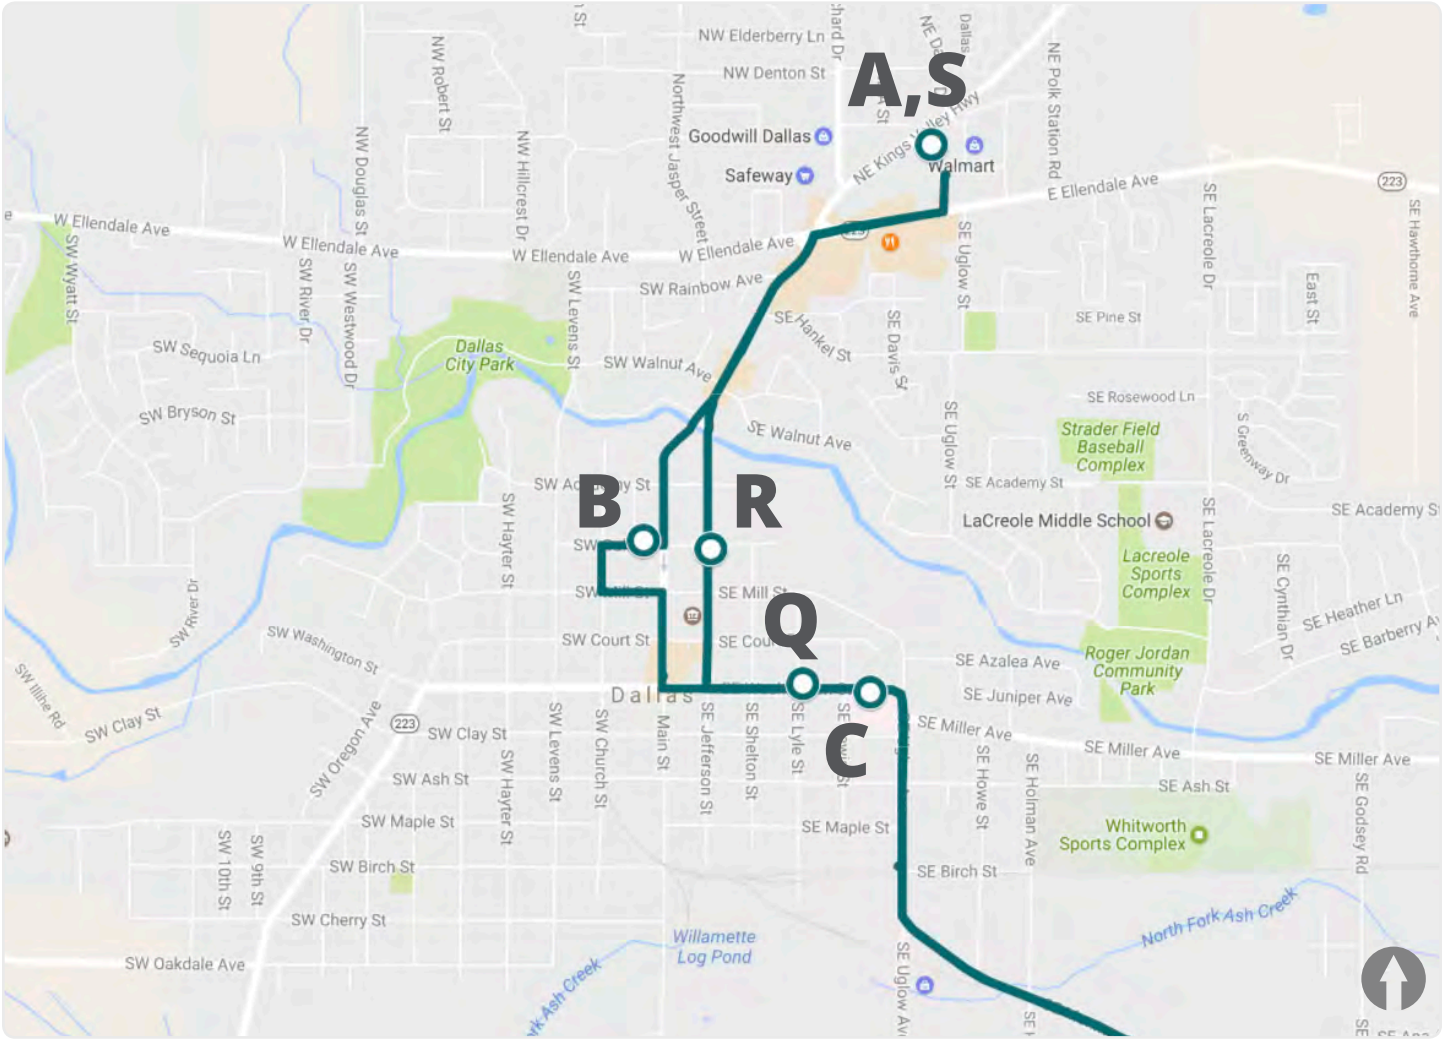 NW Elderberry Ln
NW Denton St
NW Robert St
Northwest Jasper Street
NE Polk Station Rd
A,S
Goodwill Dallas
NE Kings Valley Hwy
NW Douglas St
NW Hillcrest Dr
Safeway
Walmart
E Ellendale Ave
223
SE Lacreole Dr
SE Hawthorne Ave
W Ellendale Ave
W Ellendale Ave
W Ellendale Ave
W Ellendale Ave
SW Wyatt St
SW River Dr
SW Westwood Dr
SW Levens St
SW Rainbow Ave
SE Uglow St
East St
SE Hankel St
SE Davis St
SE Pine St
SW Sequoia Ln
Dallas
City Park
SW Walnut Ave
SW Bryson St
SE Rosewood Ln
SE Walnut Ave
SE Uglow St
Strader Field
Baseball
Complex
S Greenway Dr
SE Academy St
SE Academy St
B
R
SW Hayter St
LaCreole Middle School
SE Lacreole Dr
Lacreole
Sports
Complex
SE Cynthian Dr
SW River Dr
SE Mill St
SE Heather Ln
SE Barberry
Q
SW Washington St
SW Court St
SE
SE Azalea Ave
Roger Jordan
Community
Park
SW Illihe Rd
Dallas
SE Juniper Ave
SW Clay St
223
SW Clay St
SW Oregon Ave
SW Levens St
SW Church St
Main St
SE Jefferson St
SE Shelton St
SE Lyle St
C
SE Miller Ave
SE Miller Ave
SE Miller Ave
SW Ash St
SW Hayter St
SE Howe St
SE Holman Ave
SE Ash St
SE Godsey Rd
SW Maple St
SE Maple St
Whitworth
Sports Complex
SW 10th St
SW 9th St
SW Birch St
SE Birch St
SW Cherry St
North Fork Ash Creek
Willamette
Log Pond
SW Oakdale Ave
SE Uglow Ave
Ash Creek
SE